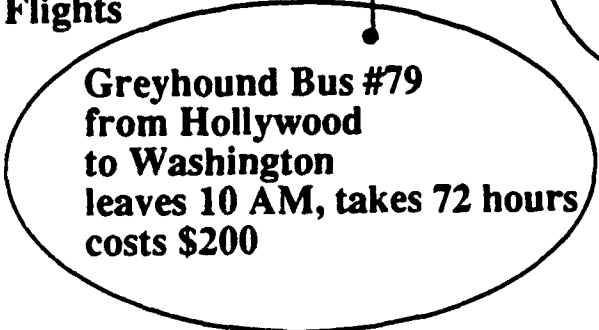 Flights
Greyhound Bus #79
from Hollywood
to Washington
leaves 10 AM, takes 72 hours
costs $200